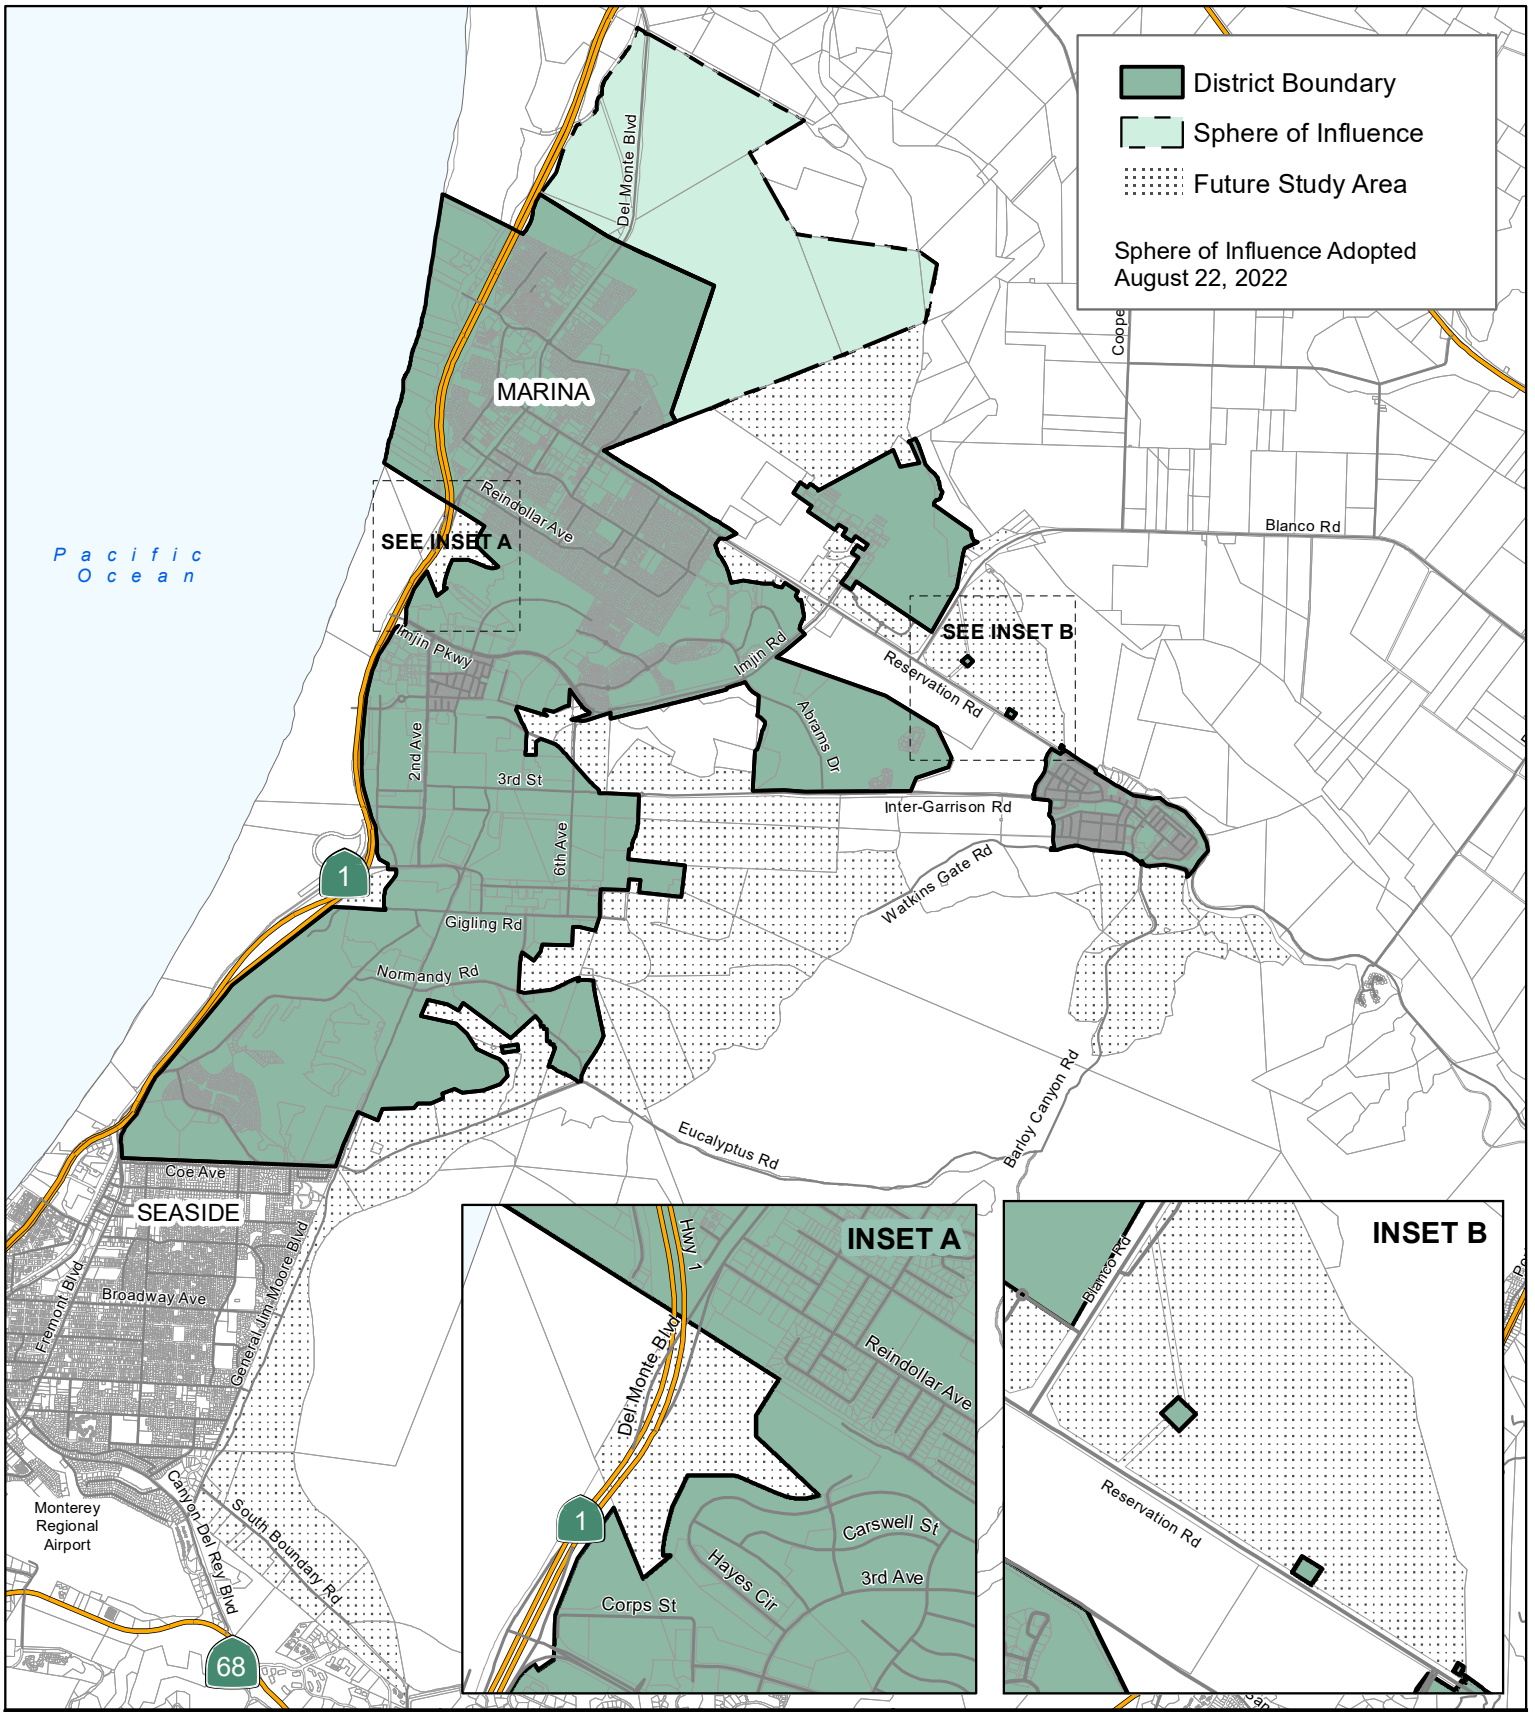 District Boundary
Sphere of Influence
Future Study Area
Sphere of Influence Adopted
August 22, 2022
Del Monte Blvd
MARINA
Reindollar Ave
SEE INSET A
Pacific
Ocean
Blanco Rd
SEE INSET B
Imjin Pkwy
Imjin Rd
Reservation Rd
Abrams Dr
2nd Ave
3rd St
Inter-Garrison Rd
6th Ave
Watkins Gate Rd
1
Gigling Rd
Normandy Rd
Eucalyptus Rd
Barloy Canyon Rd
Coe Ave
SEASIDE
Fremont Blvd
Broadway Ave
General Jim Moore Blvd
Canyon Del Rey Blvd
South Boundary Rd
Monterey
Regional
Airport
68
INSET A
Hwy 1
Del Monte Blvd
Reindollar Ave
1
Carswell St
Hayes Cir
3rd Ave
Corps St
INSET B
Blanco Rd
Reservation Rd